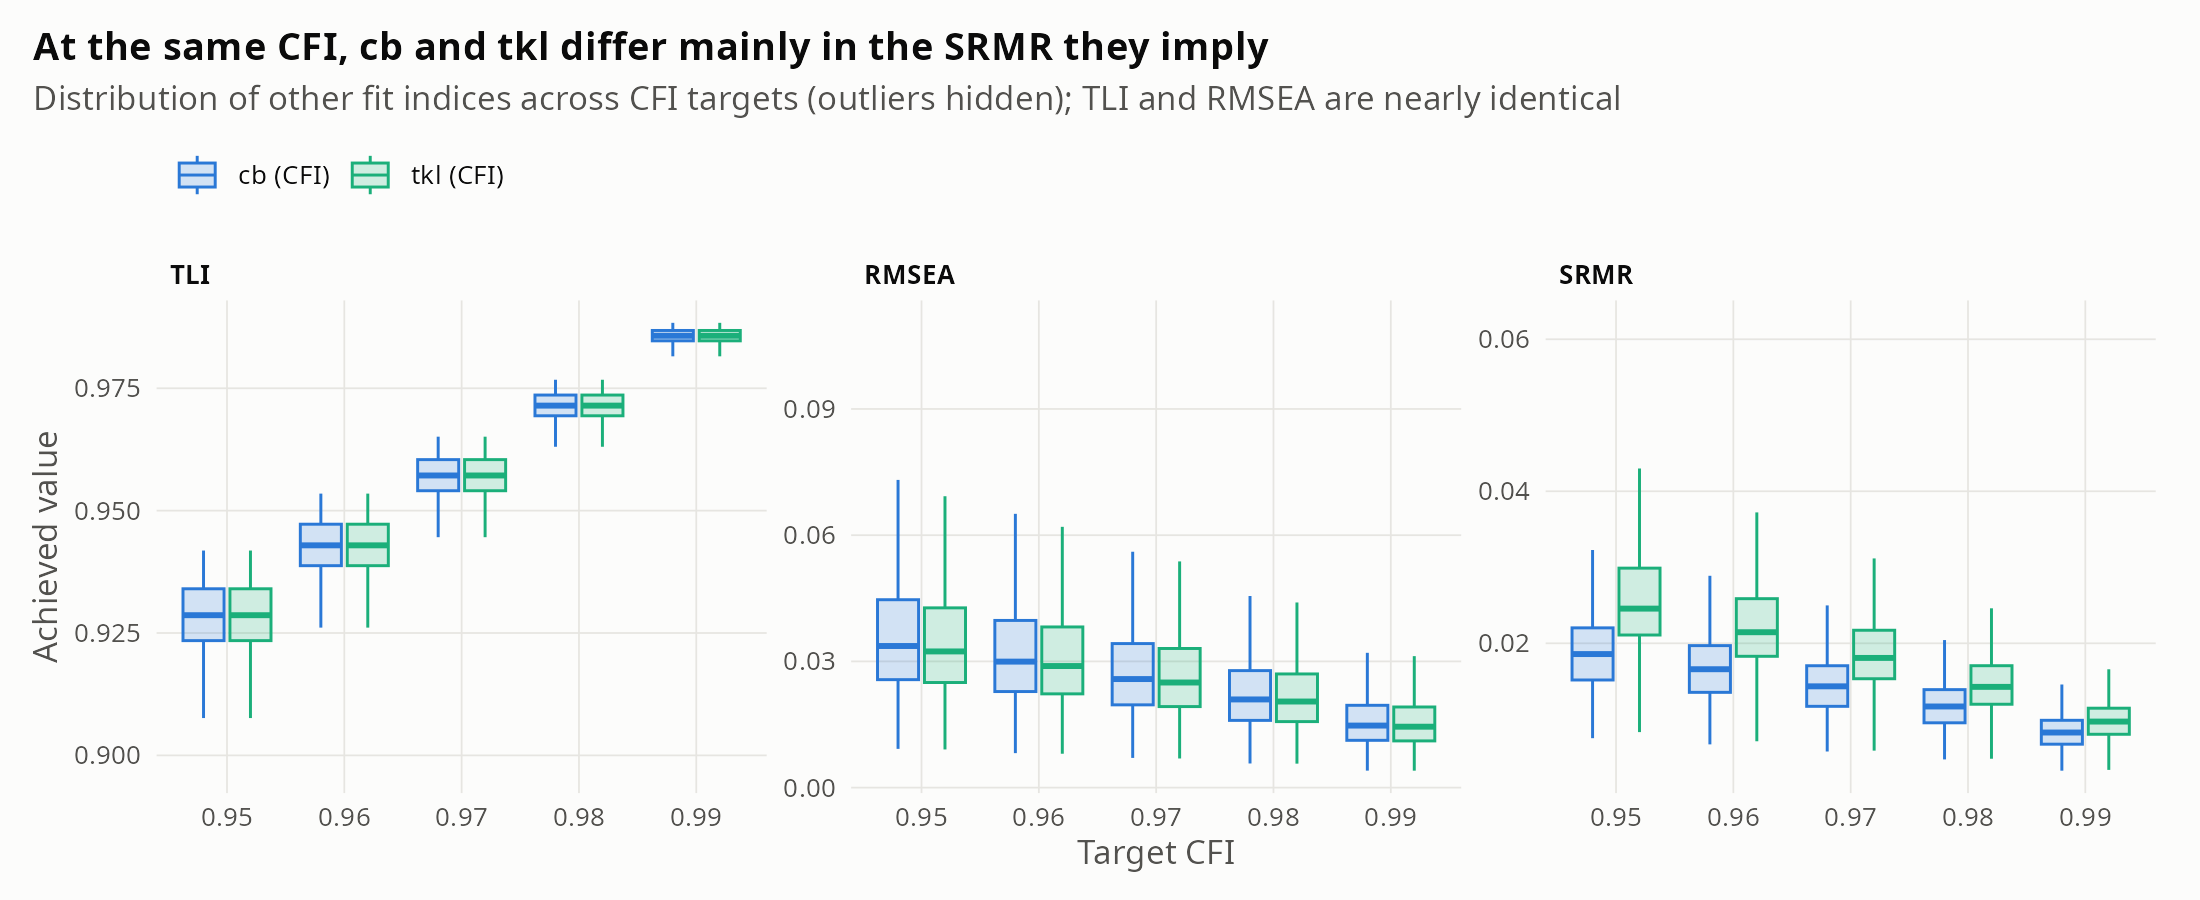 At the same CFI, cb and tkl differ mainly in the SRMR they imply
Distribution of other fit indices across CFI targets (outliers hidden); TLI and RMSEA are nearly identical
cb (CFI)
tkl (CFI)
TLI
RMSEA
SRMR
Achieved value
0.975
0.950
0.925
0.900
0.09
0.06
0.03
0.00
0.06
0.04
0.02
0.95 0.96 0.97 0.98 0.99
0.95 0.96 0.97 0.98 0.99
0.95 0.96 0.97 0.98 0.99
Target CFI